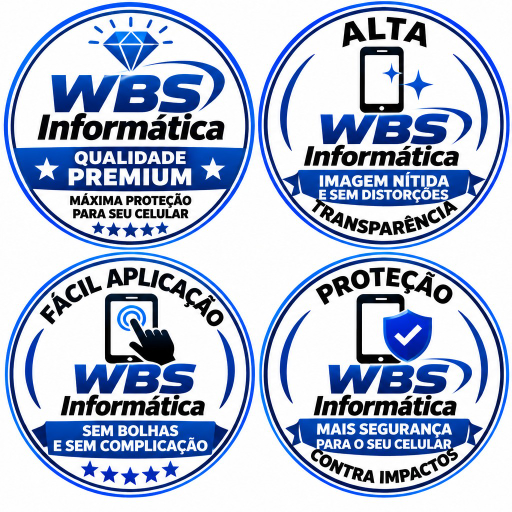 WBS
Informática
QUALIDADE
PREMIUM
MÁXIMA PROTEÇÃO
PARA SEU CELULAR
ALTA
WBS
Informática
IMAGEM NÍTIDA
E SEM DISTORÇÕES
TRANSPARÊNCIA
FÁCIL APLICAÇÃO
WBS
Informática
SEM BOLHAS
E SEM COMPLICAÇÃO
PROTEÇÃO
WBS
Informática
MAIS SEGURANÇA
PARA O SEU CELULAR
CONTRA IMPACTOS